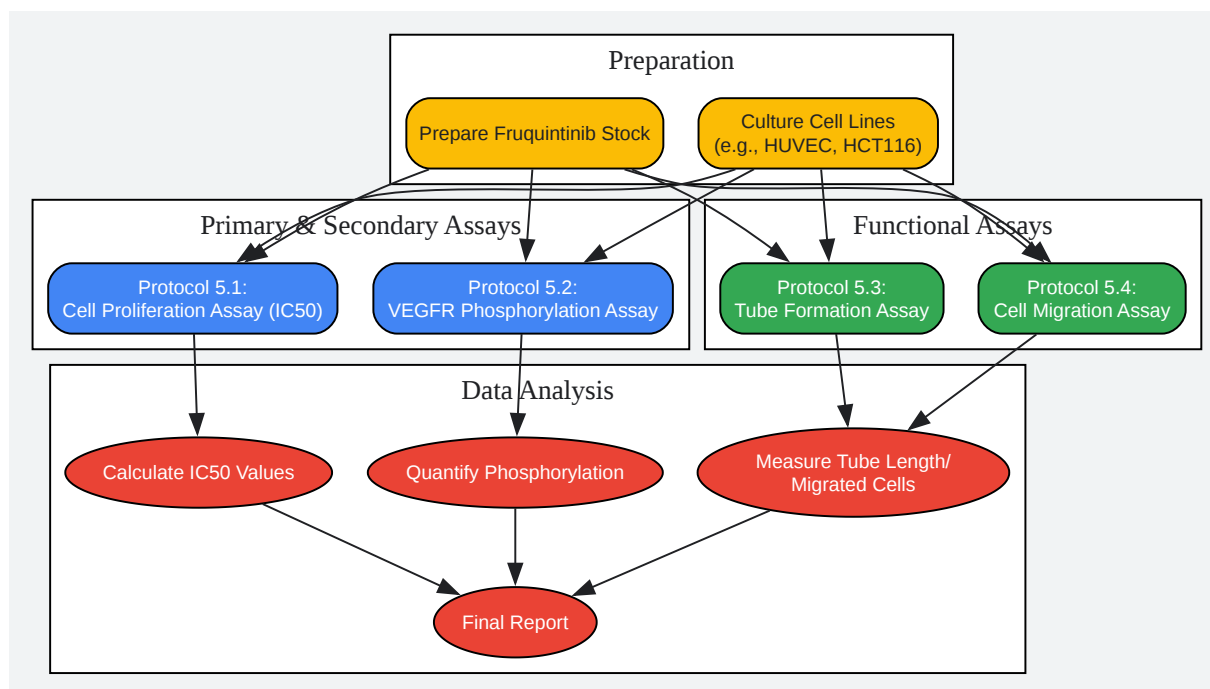 Preparation
Prepare Fruquintinib Stock
Culture Cell Lines
(e.g., HUVEC, HCT116)
Primary & Secondary Assays
Functional Assays
Protocol 5.1:
Cell Proliferation Assay (IC50)
Protocol 5.2:
VEGFR Phosphorylation Assay
Protocol 5.3:
Tube Formation Assay
Protocol 5.4:
Cell Migration Assay
Data Analysis
Calculate IC50 Values
Quantify Phosphorylation
Measure Tube Length/
Migrated Cells
Final Report